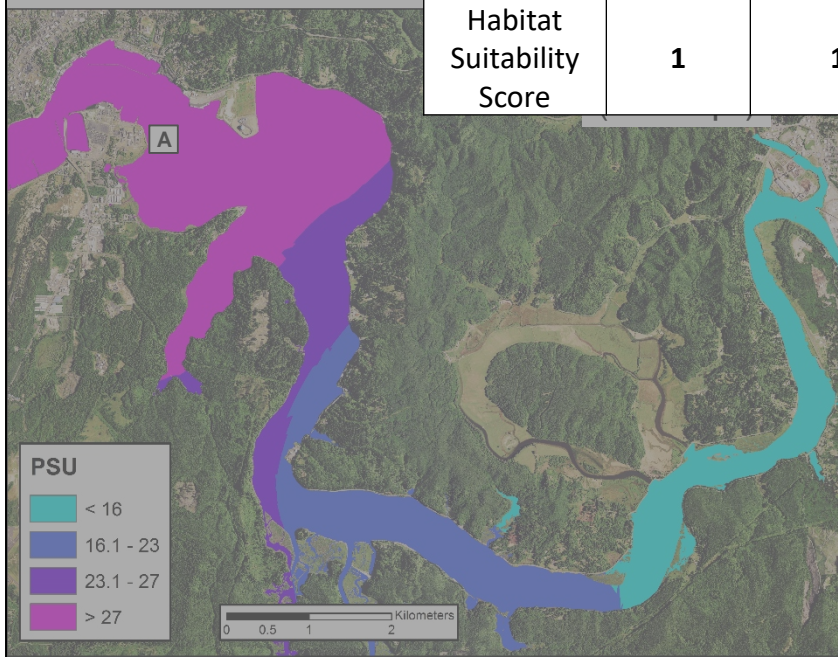 Habitat
Suitability
Score
1
1
A
PSU
< 16
16.1 - 23
23.1 - 27
> 27
Kilometers
0 0.5 1 2